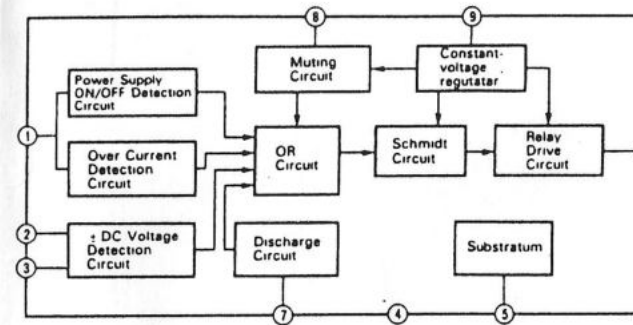 8
9
Muting
Circuit
Constant-
voltage
regutatar
Power Supply
ON/OFF Detection
Circuit
1
OR
Circuit
Schmidt
Circuit
Relay
Drive
Circuit
Over Current
Detection
Circuit
2
± DC Voltage
Detection
Circuit
3
Discharge
Circuit
Substratum
7
4
5